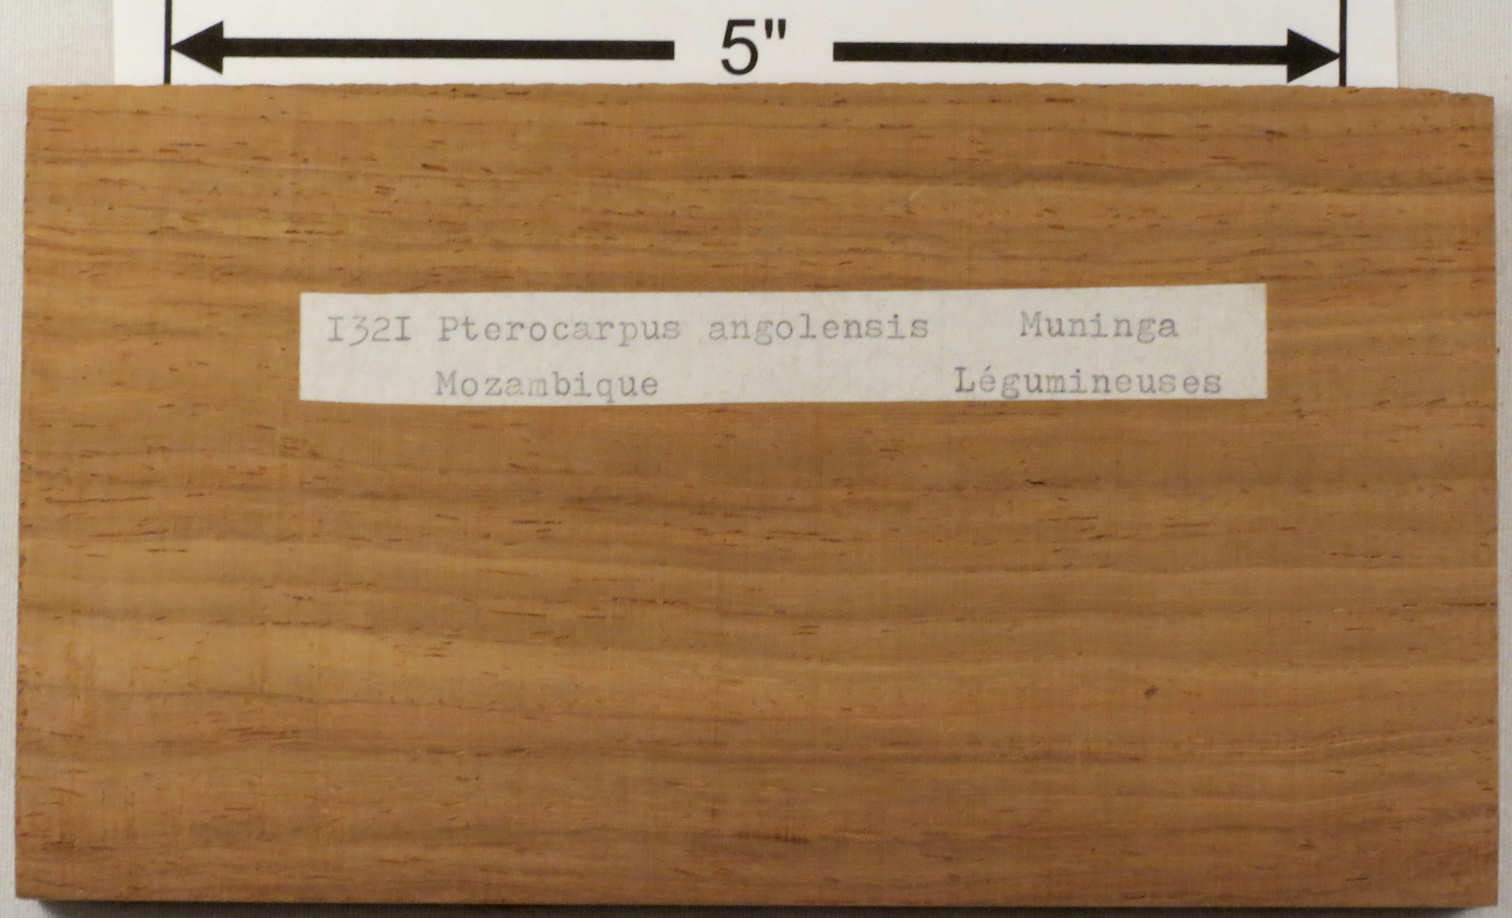 5"
I32I Pterocarpus angolensis Muninga
Mozambique Légumineuses